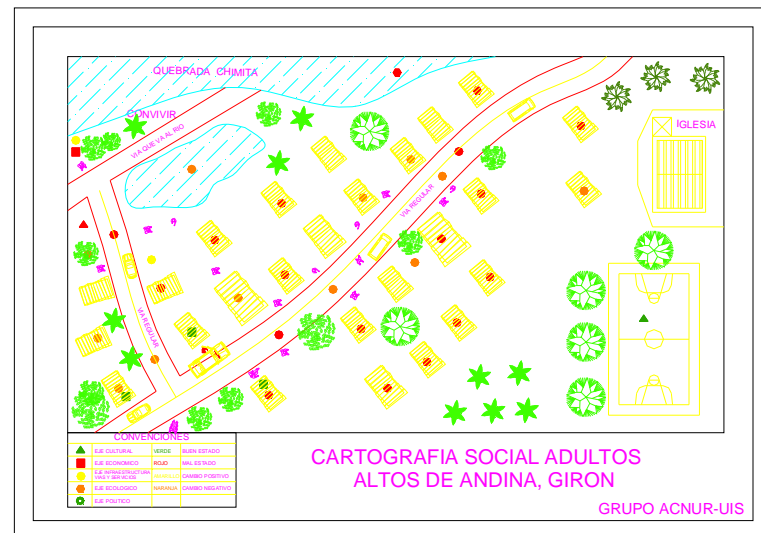 QUEBRADA CHIMITA
CONVIVIR
VIA QUE VA AL RIO
IGLESIA
VIA REGULAR
VIA REGULAR
CONVENCIONES
EJE CULTURAL VERDE BUEN ESTADO
EJE ECONOMICO ROJO MAL ESTADO
EJE INFRAESTRUCTURA
VIAS Y SERVICIOS CAMBIO POSITIVO
EJE ECOLOGICO NARANJA CAMBIO NEGATIVO
EJE POLITICO
CARTOGRAFIA SOCIAL ADULTOS
ALTOS DE ANDINA, GIRON
GRUPO ACNUR-UIS